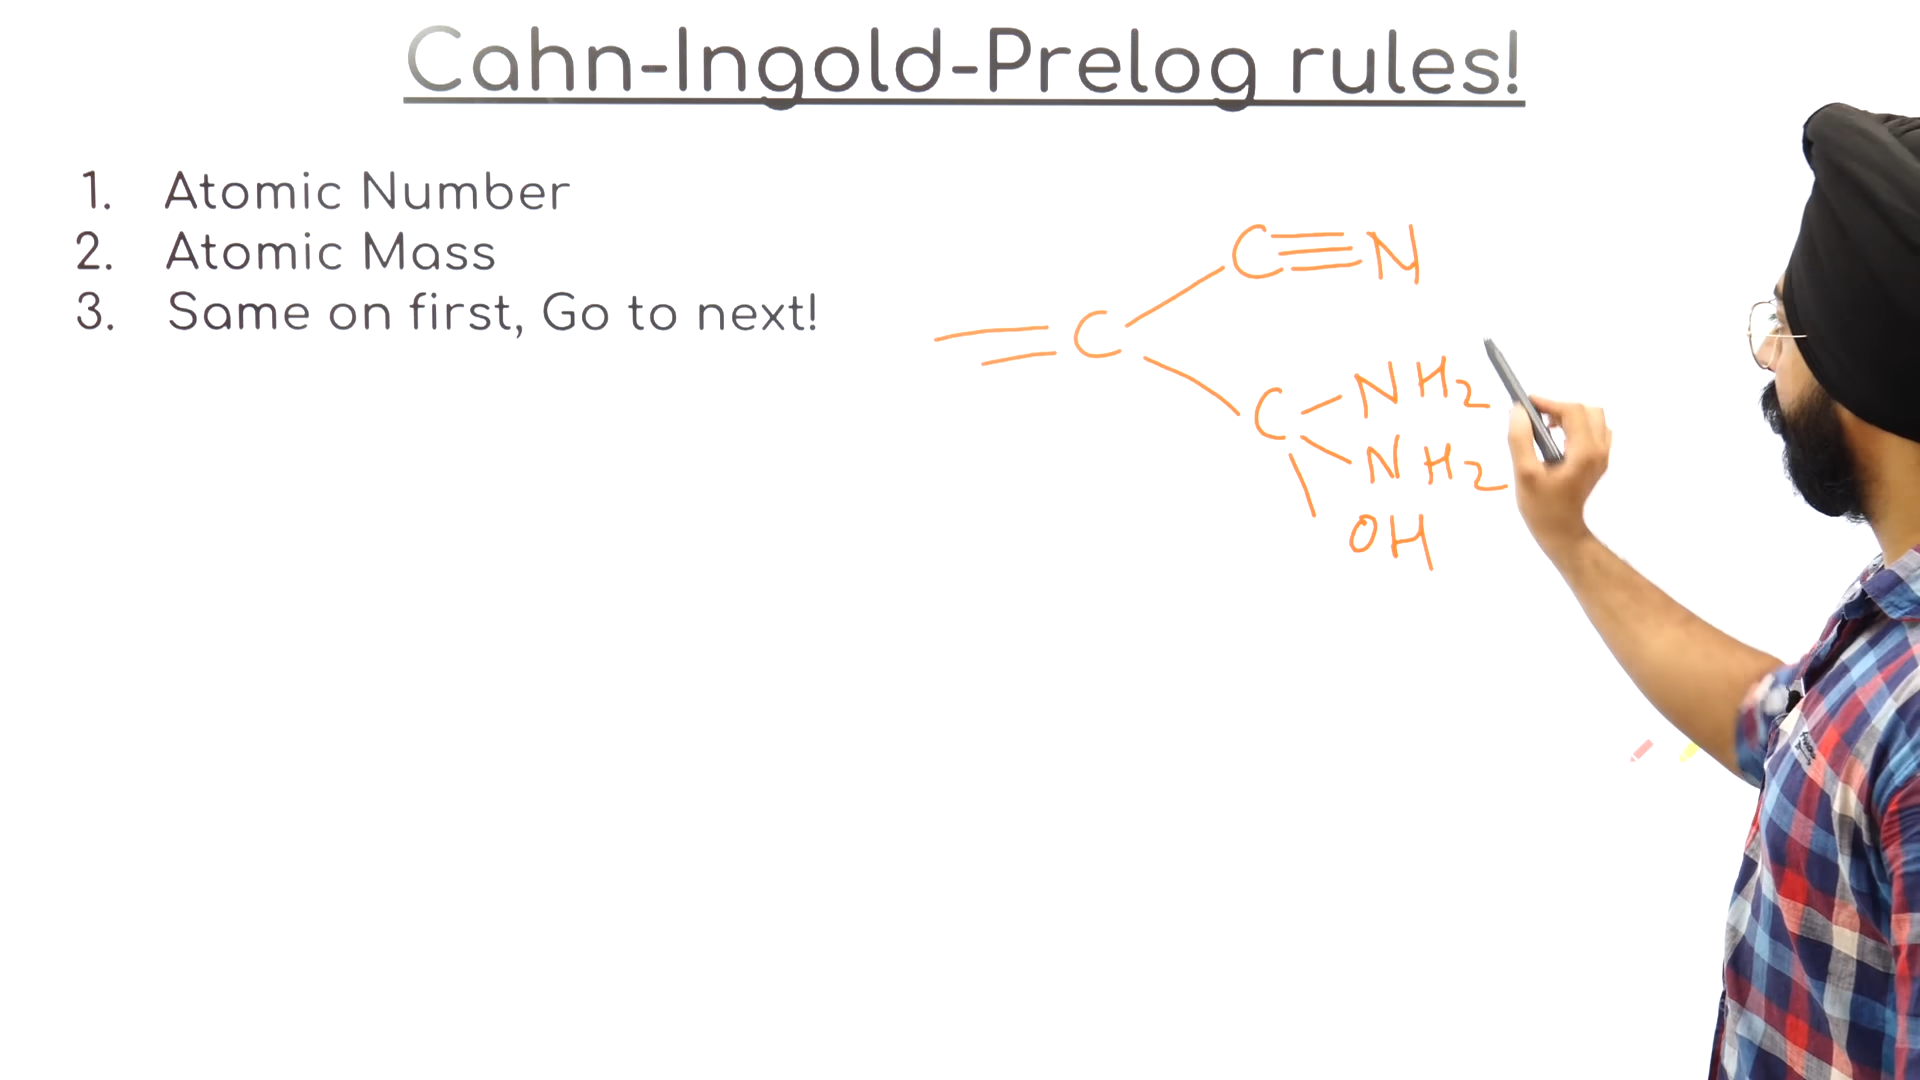 Cahn-Ingold-Prelog rules!
1. Atomic Number
2. Atomic Mass
3. Same on first, Go to next!
C≡N
=C
C-NH2
NH2
OH